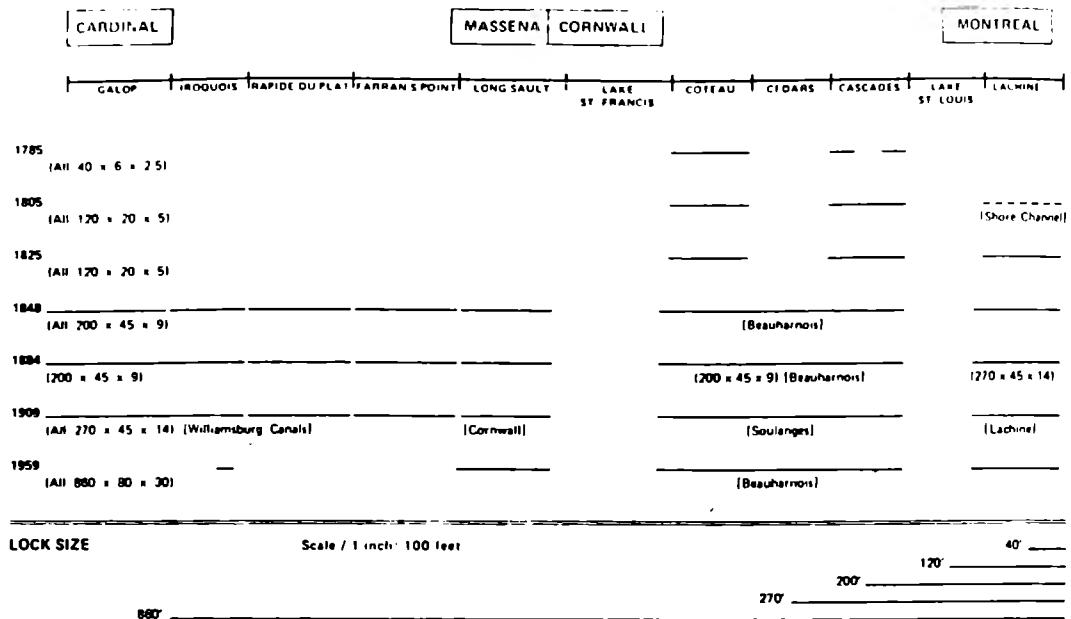 CARDINAL MASSENA CORNWALL MONTREAL
GALOP IROQUOIS RAPIDE DU PLAT FARRAN'S POINT LONG SAULT LAKE ST. FRANCIS COTEAU CEDARS CASCADES LAKE ST. LOUIS LACHINE
1785
(All 40 x 6 x 2.5)
1805
(All 120 x 20 x 5) [Shore Channel]
1825
(All 120 x 20 x 5)
1848
(All 200 x 45 x 9) [Beauharnois]
1884
(200 x 45 x 9) (200 x 45 x 9) [Beauharnois] (270 x 45 x 14)
1909
(All 270 x 45 x 14) [Williamsburg Canals] [Cornwall] [Soulanges] [Lachine]
1959
(All 860 x 80 x 30) [Beauharnois]
LOCK SIZE Scale / 1 inch: 100 feet
40'
120'
200'
270'
860'